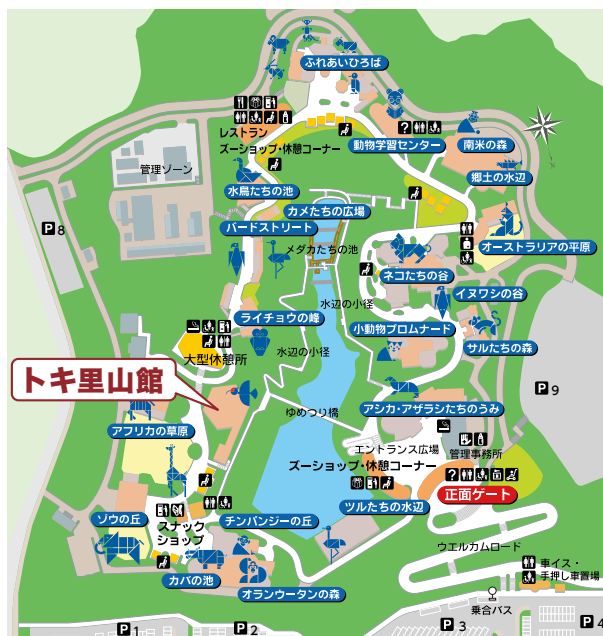 ふれあいひろば
レストラン
ズーショップ・休憩コーナー
動物学習センター
南米の森
管理ゾーン
水鳥たちの池
郷土の水辺
カメたちの広場
バードストリート
P8
メダカたちの池
オーストラリアの平原
ネコたちの谷
イヌワシの谷
水辺の小径
ライチョウの峰
小動物プロムナード
サルたちの森
大型休憩所
水辺の小径
トキ里山館
P9
アシカ・アザラシたちのうみ
ゆめつり橋
アフリカの草原
エントランス広場
管理事務所
ズーショップ・休憩コーナー
正面ゲート
ツルたちの水辺
ゾウの丘
スナック
ショップ
チンパンジーの丘
ウエルカムロード
カバの池
オランウータンの森
車イス・
手押し車置場
乗合バス
P1
P2
P3
P4